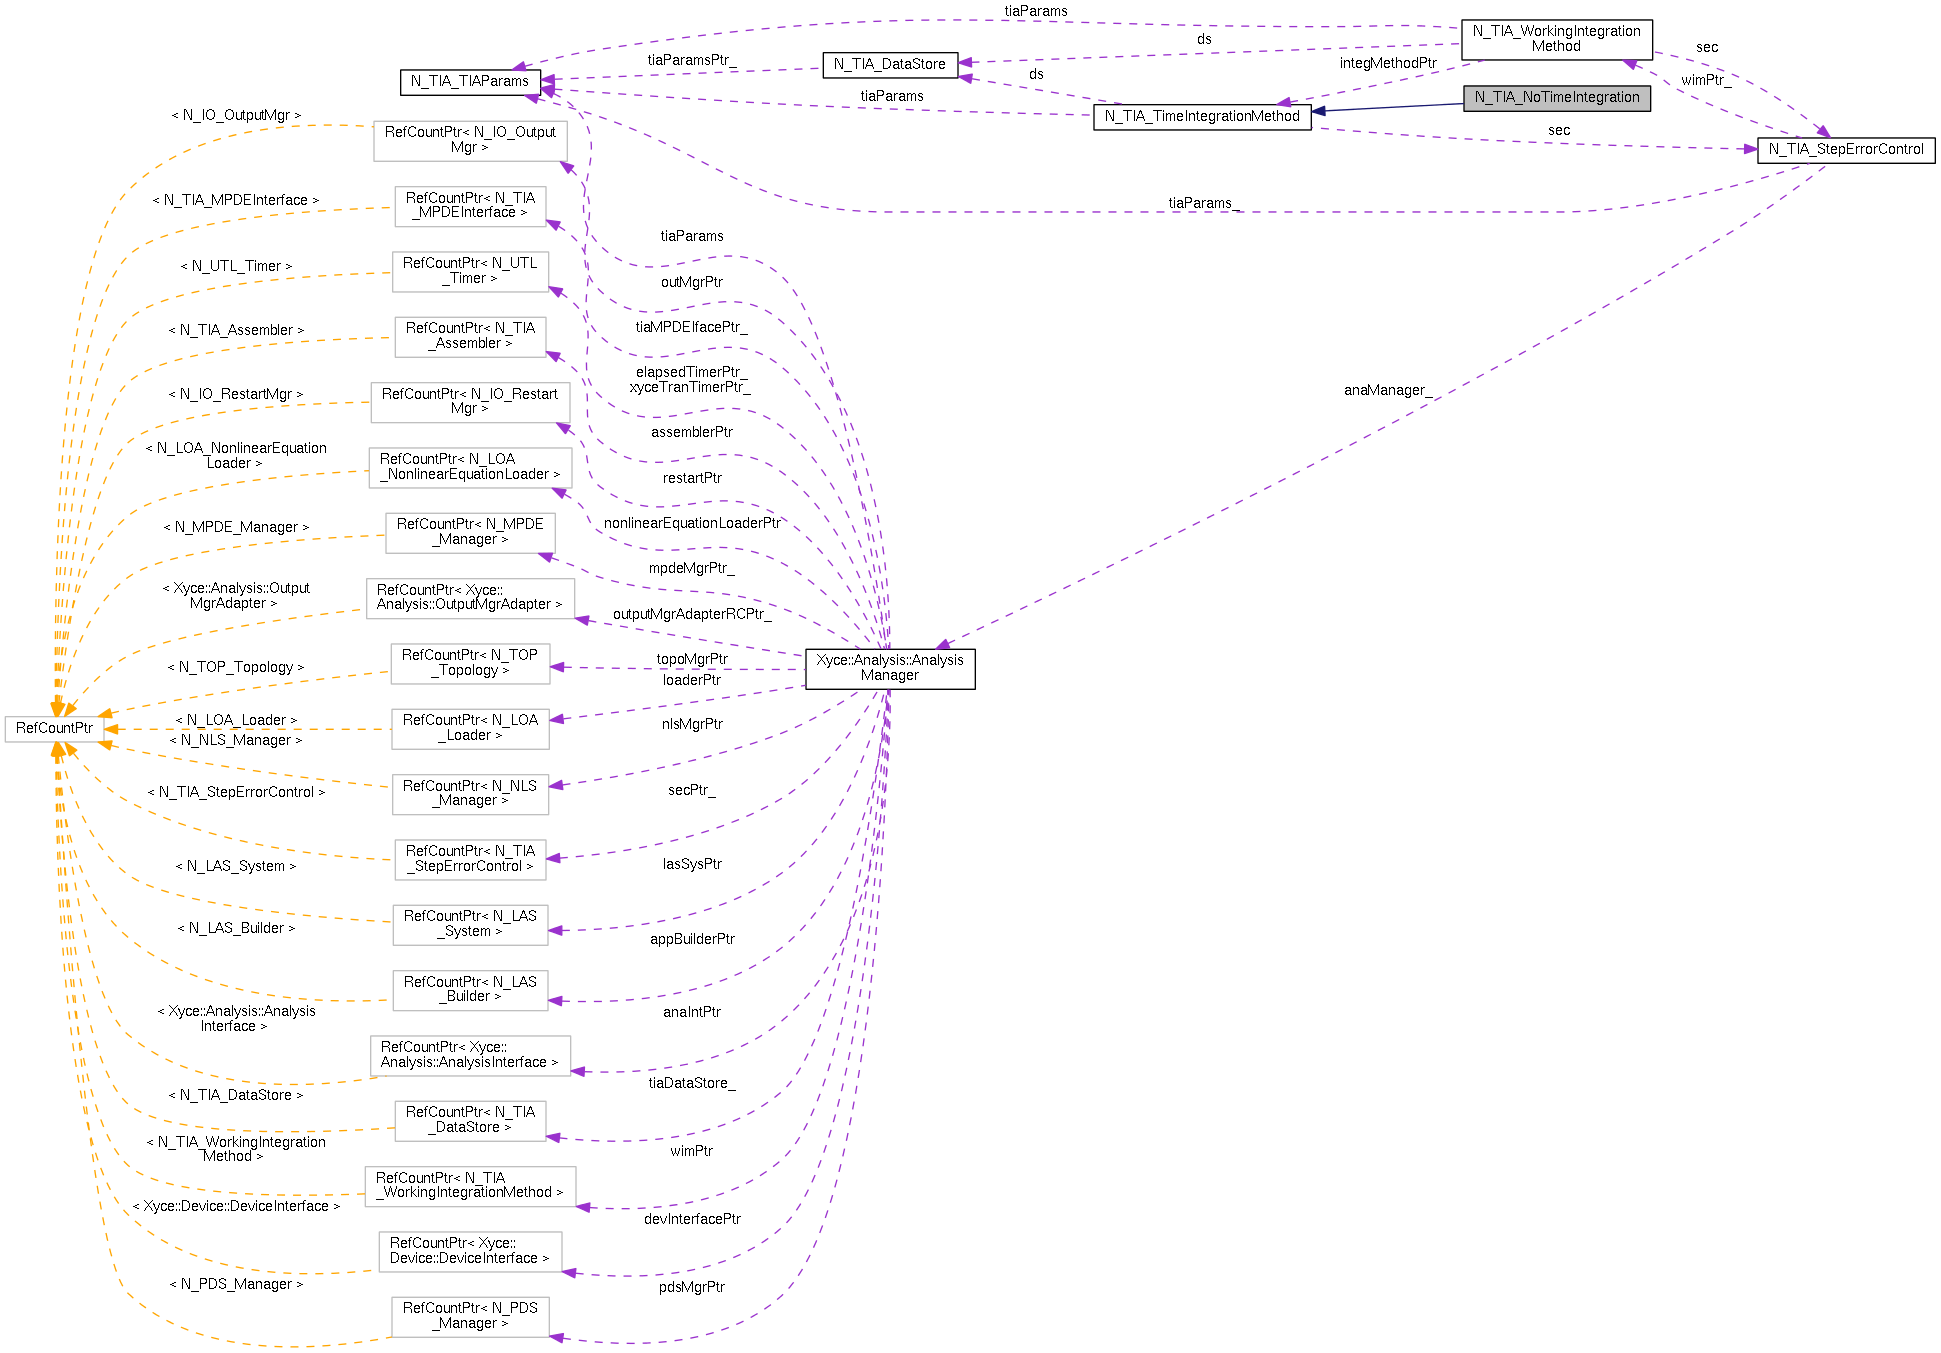 tiaParams
N_TIA_WorkingIntegration
Method
ds
sec
tiaParamsPtr_
N_TIA_DataStore
integMethodPtr
wimPtr_
N_TIA_TIAParams
ds
tiaParams
N_TIA_NoTimeIntegration
N_TIA_TimeIntegrationMethod
sec
N_TIA_StepErrorControl
tiaParams_
anaManager_
< N_IO_OutputMgr >
RefCountPtr< N_IO_Output
Mgr >
< N_TIA_MPDEInterface >
RefCountPtr< N_TIA
_MPDEInterface >
tiaParams
< N_UTL_Timer >
RefCountPtr< N_UTL
_Timer >
outMgrPtr
< N_TIA_Assembler >
RefCountPtr< N_TIA
_Assembler >
tiaMPDEIfacePtr_
< N_IO_RestartMgr >
RefCountPtr< N_IO_Restart
Mgr >
elapsedTimerPtr_
xyceTranTimerPtr_
assemblerPtr
< N_LOA_NonlinearEquation
Loader >
RefCountPtr< N_LOA
_NonlinearEquationLoader >
restartPtr
< N_MPDE_Manager >
RefCountPtr< N_MPDE
_Manager >
nonlinearEquationLoaderPtr
mpdeMgrPtr_
< Xyce::Analysis::Output
MgrAdapter >
RefCountPtr< Xyce::
Analysis::OutputMgrAdapter >
outputMgrAdapterRCPtr_
< N_TOP_Topology >
RefCountPtr< N_TOP
_Topology >
topoMgrPtr
Xyce::Analysis::Analysis
Manager
loaderPtr
RefCountPtr
< N_LOA_Loader >
RefCountPtr< N_LOA
_Loader >
nlsMgrPtr
< N_NLS_Manager >
RefCountPtr< N_NLS
_Manager >
secPtr_
< N_TIA_StepErrorControl >
RefCountPtr< N_TIA
_StepErrorControl >
lasSysPtr
< N_LAS_System >
RefCountPtr< N_LAS
_System >
appBuilderPtr
< N_LAS_Builder >
RefCountPtr< N_LAS
_Builder >
anaIntPtr
< Xyce::Analysis::Analysis
Interface >
RefCountPtr< Xyce::
Analysis::AnalysisInterface >
tiaDataStore_
< N_TIA_DataStore >
RefCountPtr< N_TIA
_DataStore >
wimPtr
< N_TIA_WorkingIntegration
Method >
RefCountPtr< N_TIA
_WorkingIntegrationMethod >
devInterfacePtr
< Xyce::Device::DeviceInterface >
RefCountPtr< Xyce::
Device::DeviceInterface >
pdsMgrPtr
< N_PDS_Manager >
RefCountPtr< N_PDS
_Manager >